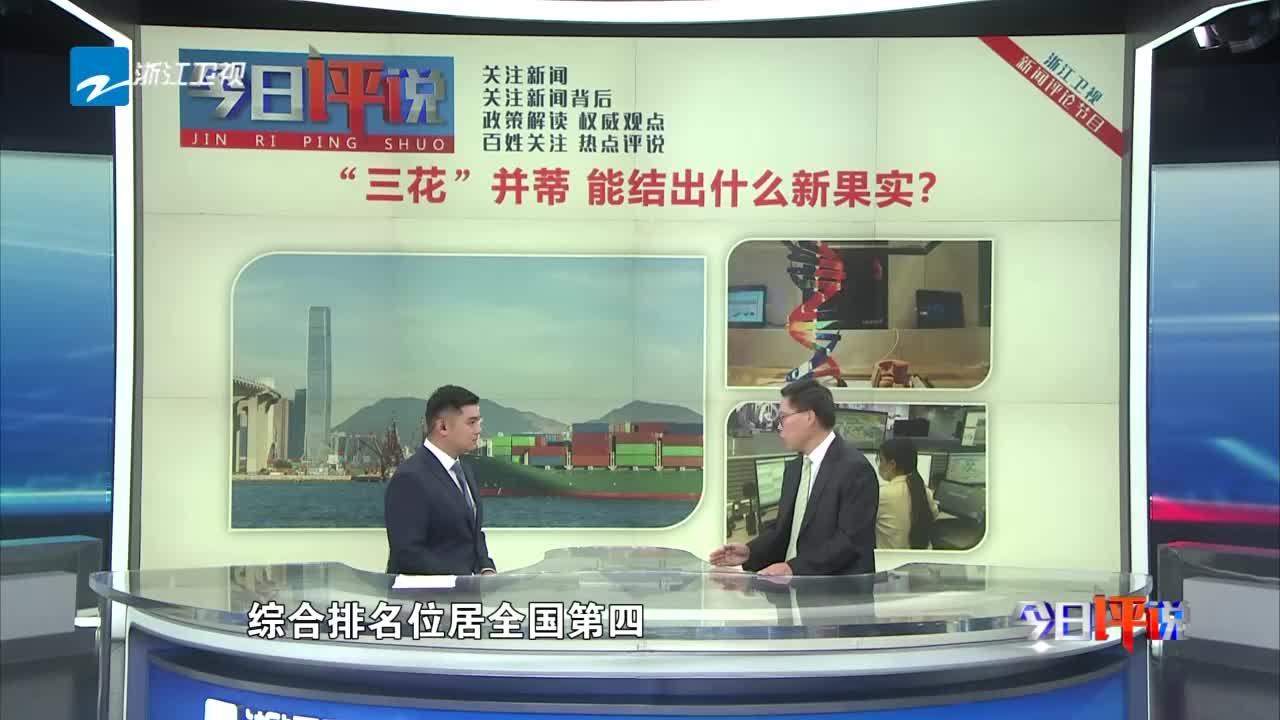 浙江卫视
今日评说
JIN RI PING SHUO
关注新闻
关注新闻背后
政策解读 权威观点
百姓关注 热点评说
浙江卫视
新闻评论节目
“三花”并蒂 能结出什么新果实？
综合排名位居全国第四
今日评说